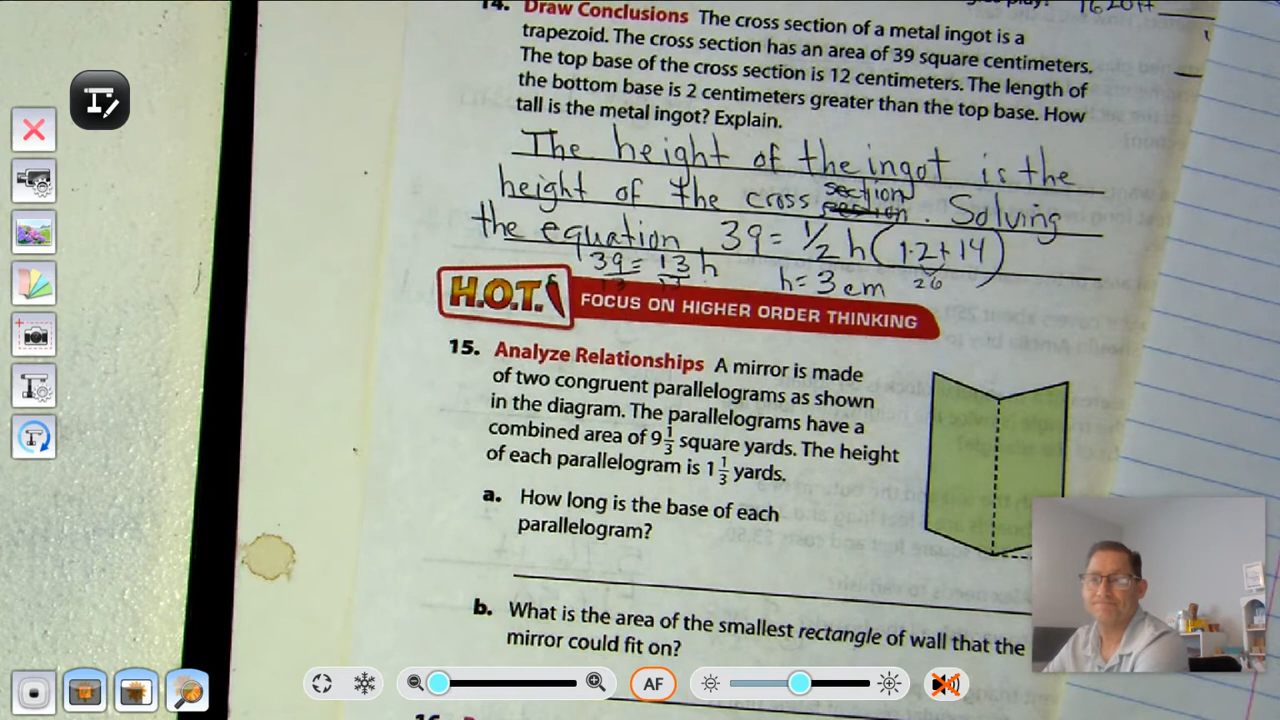 14. Draw Conclusions The cross section of a metal ingot is a
trapezoid. The cross section has an area of 39 square centimeters.
The top base of the cross section is 12 centimeters. The length of
the bottom base is 2 centimeters greater than the top base. How
tall is the metal ingot? Explain.
The height of the ingot is the
height of the cross section. Solving
the equation, 39 = 1/2 h(12+14)
26
39 = 13 h h = 3 cm
13 13
H.O.T. FOCUS ON HIGHER ORDER THINKING
15. Analyze Relationships A mirror is made
of two congruent parallelograms as shown
in the diagram. The parallelograms have a
combined area of 9 1/3 square yards. The height
of each parallelogram is 1 1/3 yards.
a. How long is the base of each
parallelogram?
b. What is the area of the smallest rectangle of wall that the
mirror could fit on?
AF